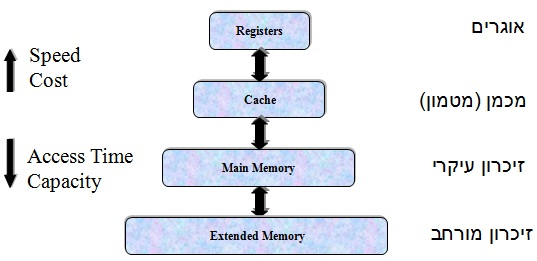 Registers
אוגרים
Speed
Cost
Cache
מכמן (מטמון)
Access Time
Capacity
Main Memory
זיכרון עיקרי
Extended Memory
זיכרון מורחב